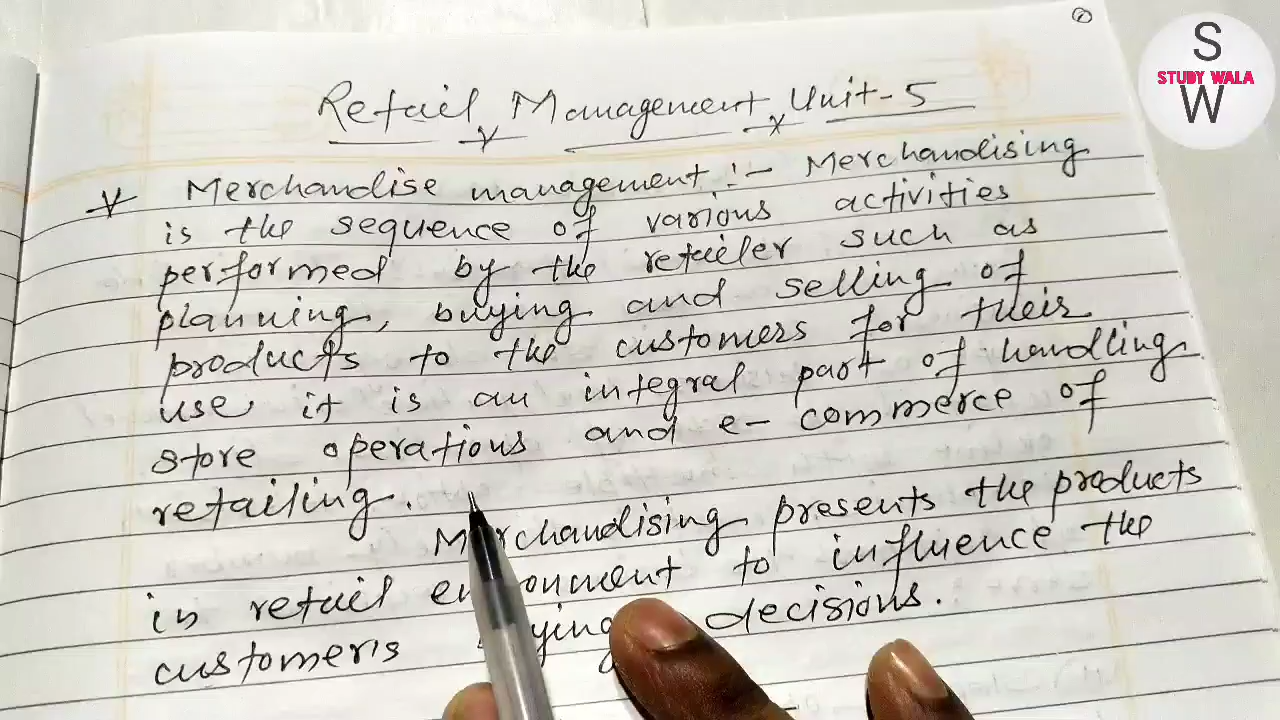 Retail Management Unit-5
Merchandise management :- Merchandising
is the sequence of various activities
performed by the retailer such as
planning, buying and selling of
products to the customers for their
use. it is an integral part of handling
store operations and e-commerce of
retailing.
Merchandising presents the products
in retail to influence the
customer's decisions.
S
STUDY WALA
W